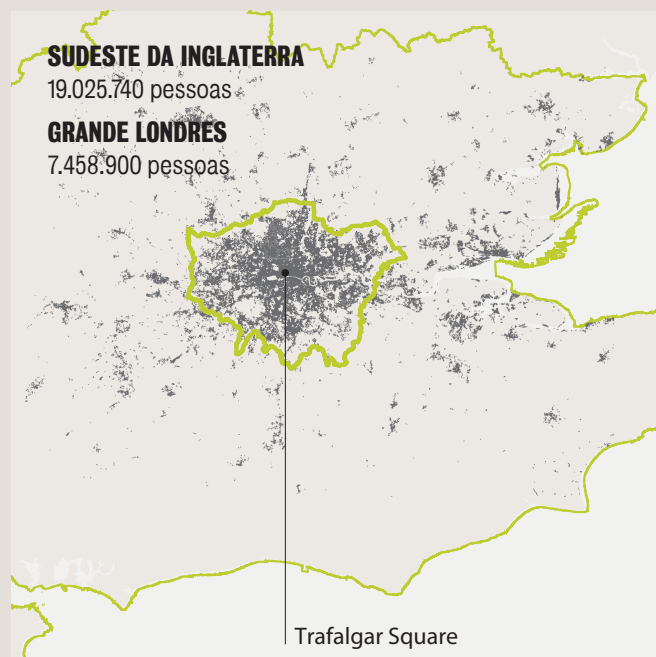 SUDESTE DA INGLATERRA
19.025.740 pessoas
GRANDE LONDRES
7.458.900 pessoas
Trafalgar Square